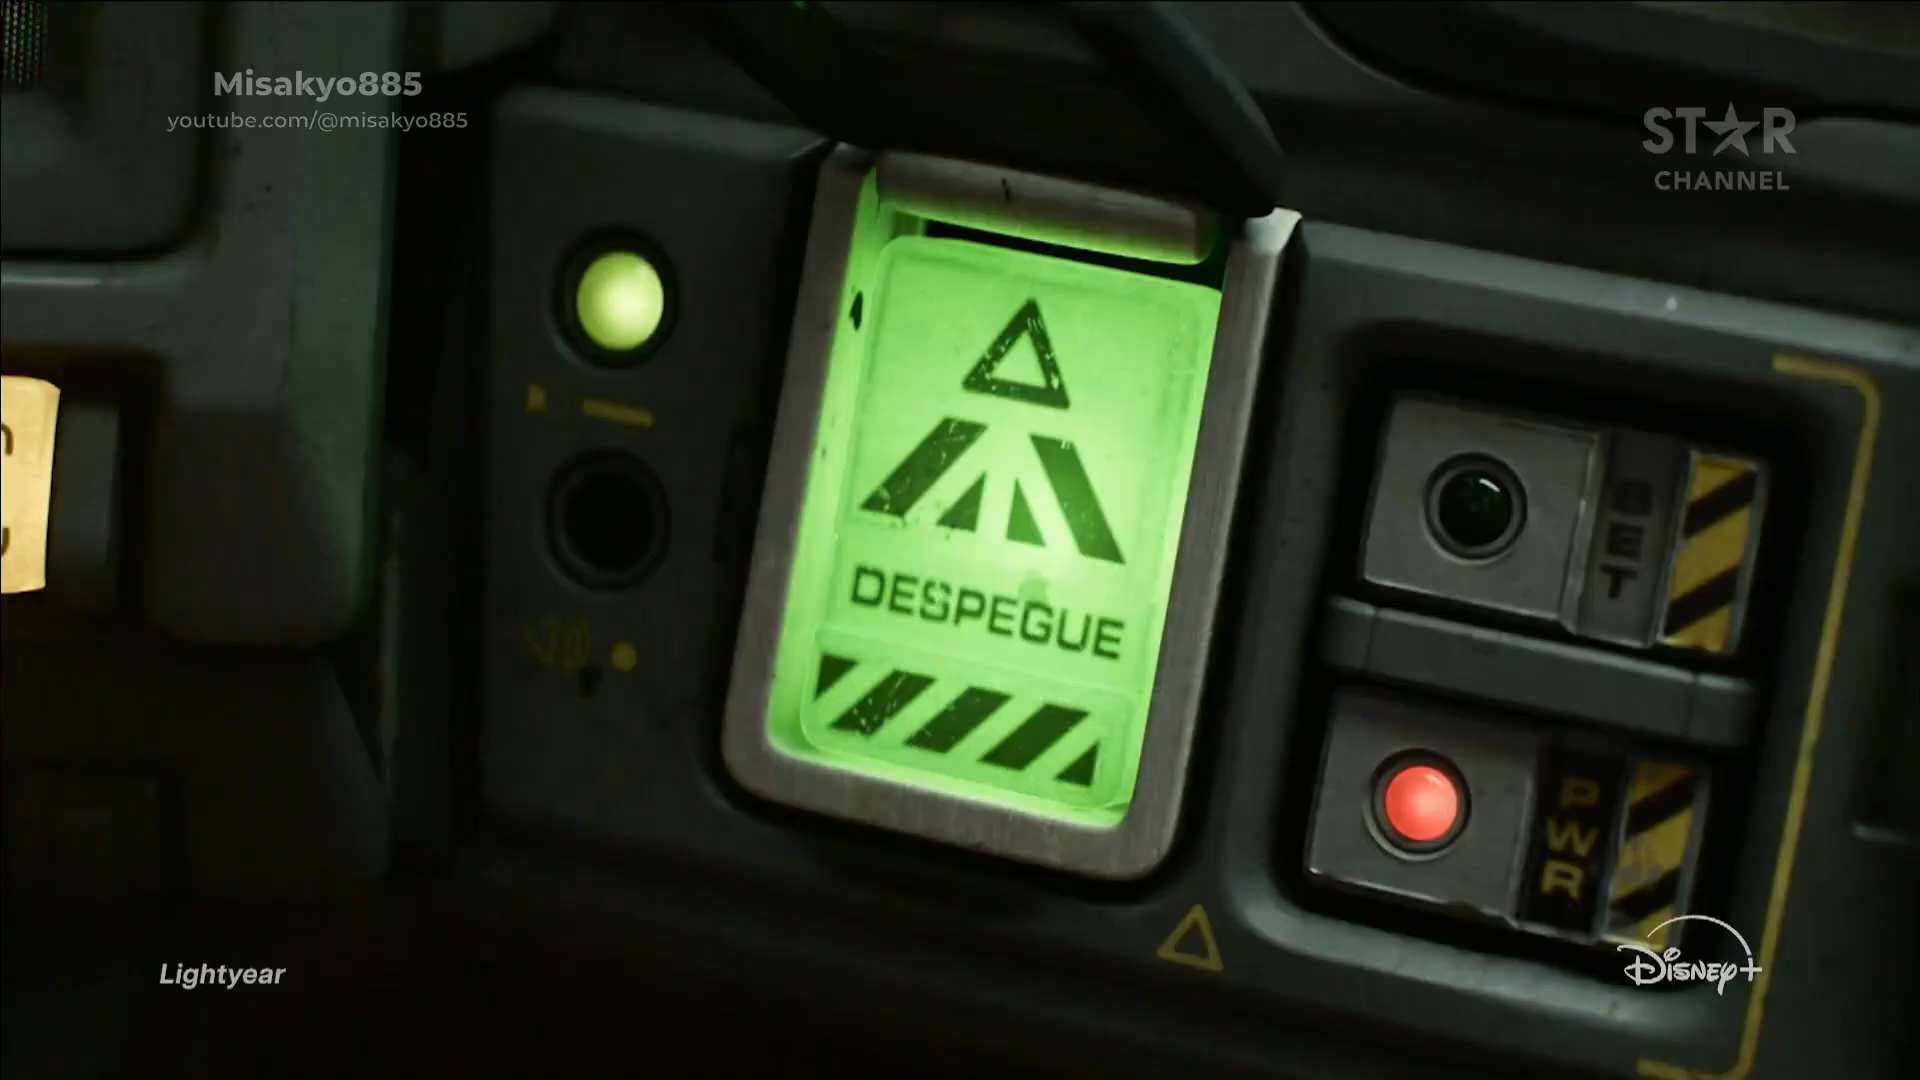 Misakyo885
youtube.com/@misakyo885
STAR
CHANNEL
DESPEGUE
SET
PWR
Lightyear
Disney+